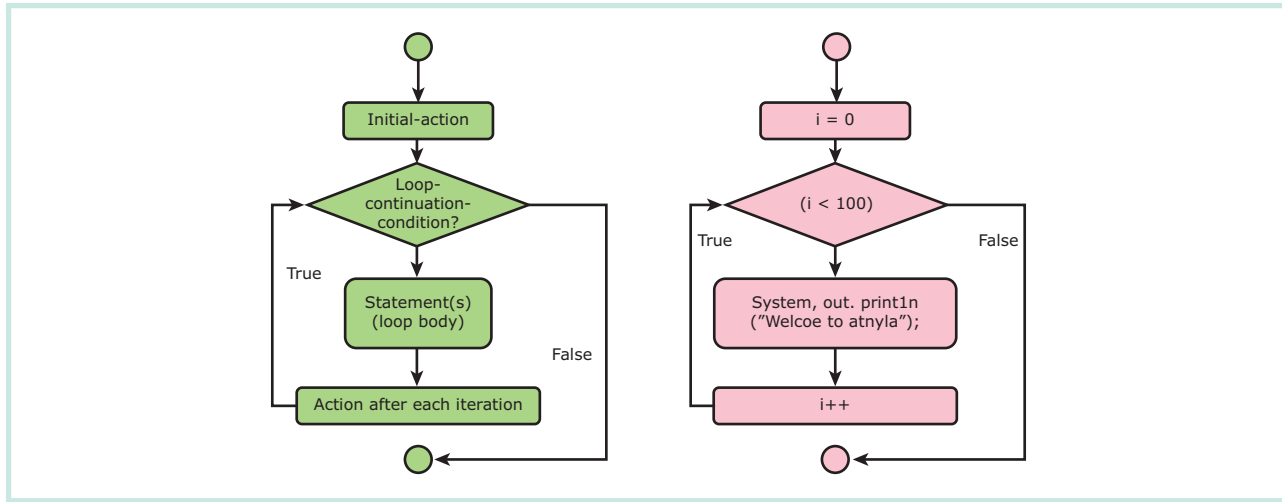 Initial-action
Loop-
continuation-
condition?
True
Statement(s)
(loop body)
False
Action after each iteration
i = 0
(i < 100)
True
False
System, out. print1n
(”Welcoe to atnyla”);
i++